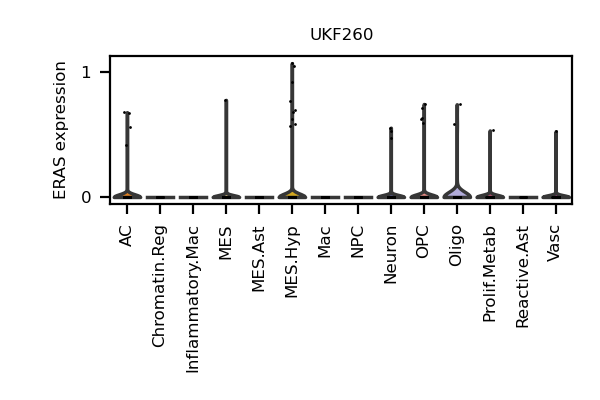 UKF260
ERAS expression
1
0
AC
Chromatin.Reg
Inflammatory.Mac
MES
MES.Ast
MES.Hyp
Mac
NPC
Neuron
OPC
Oligo
Prolif.Metab
Reactive.Ast
Vasc